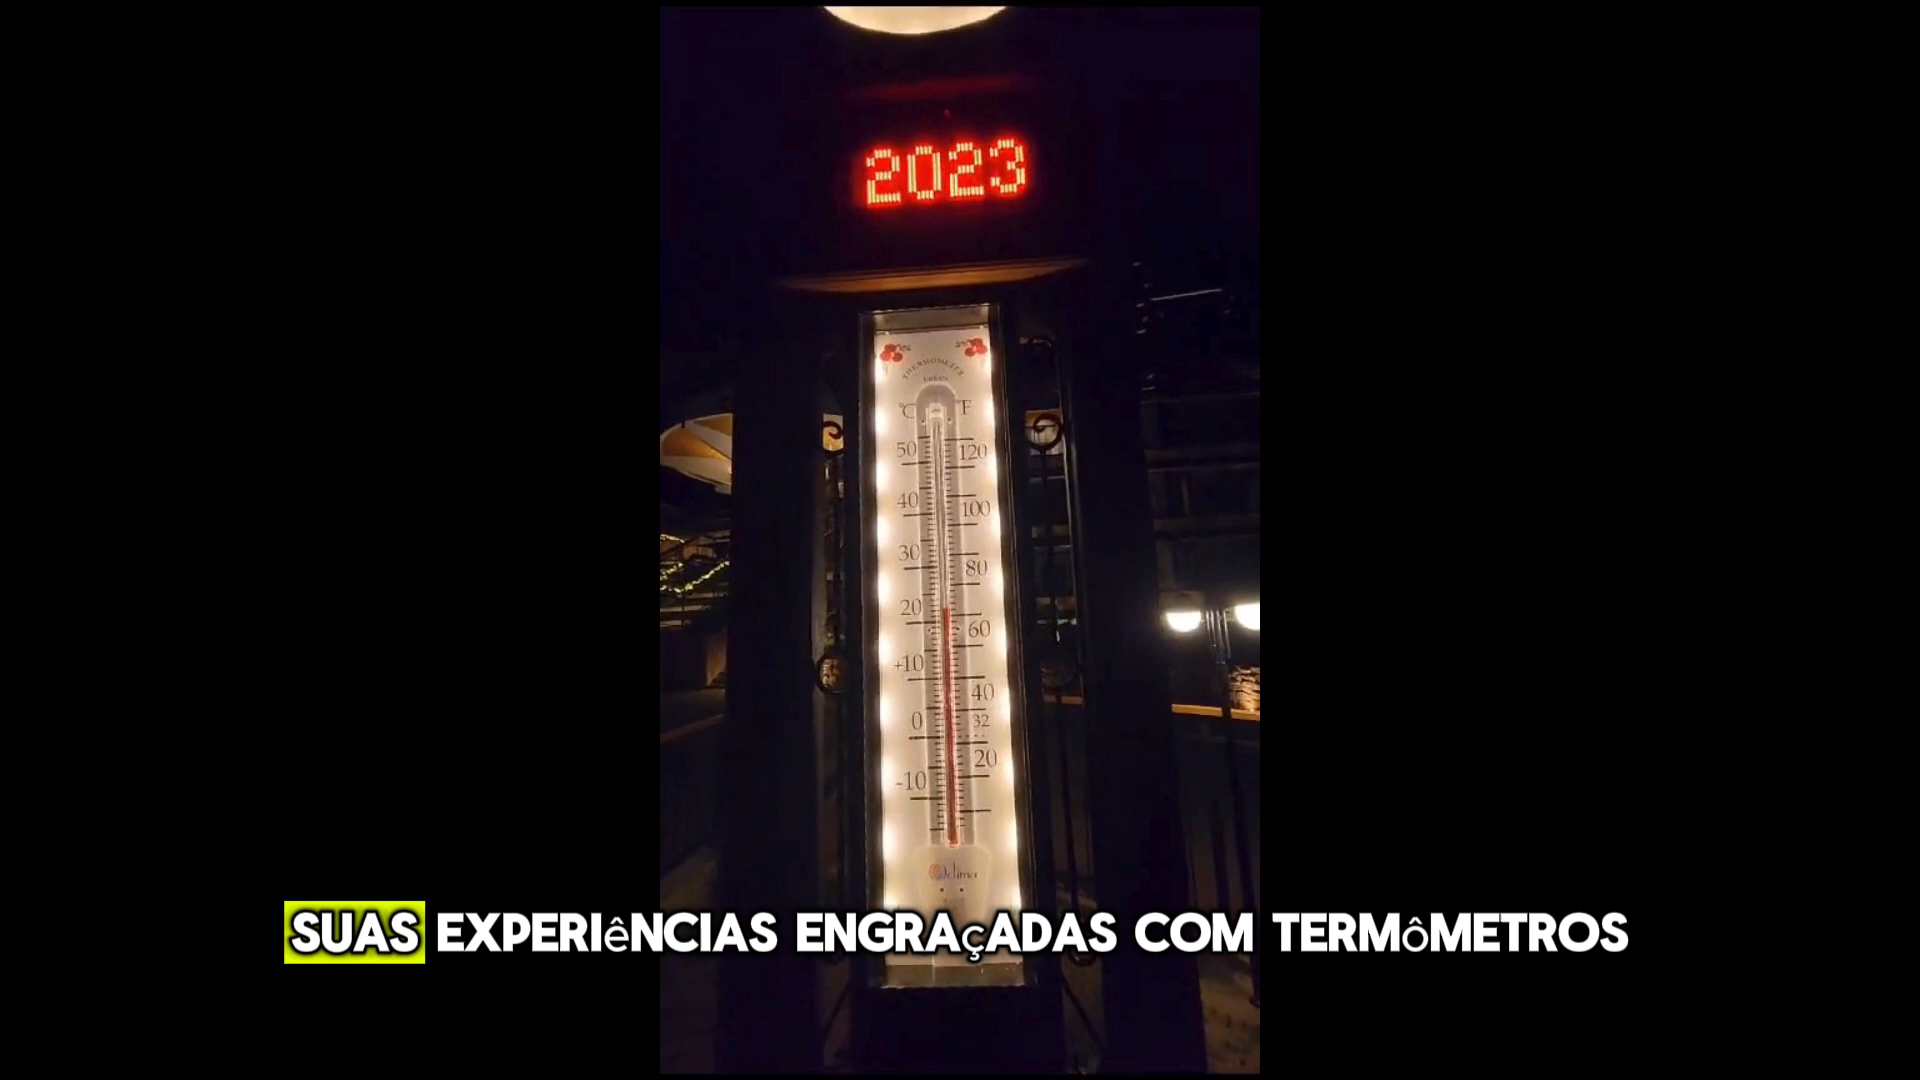 2023
THERMOMETER
°C °F
50 120
40 100
30 80
20 60
+10 40
0 32
-10 20
SUAS EXPERIÊNCIAS ENGRAÇADAS COM TERMÔMETROS